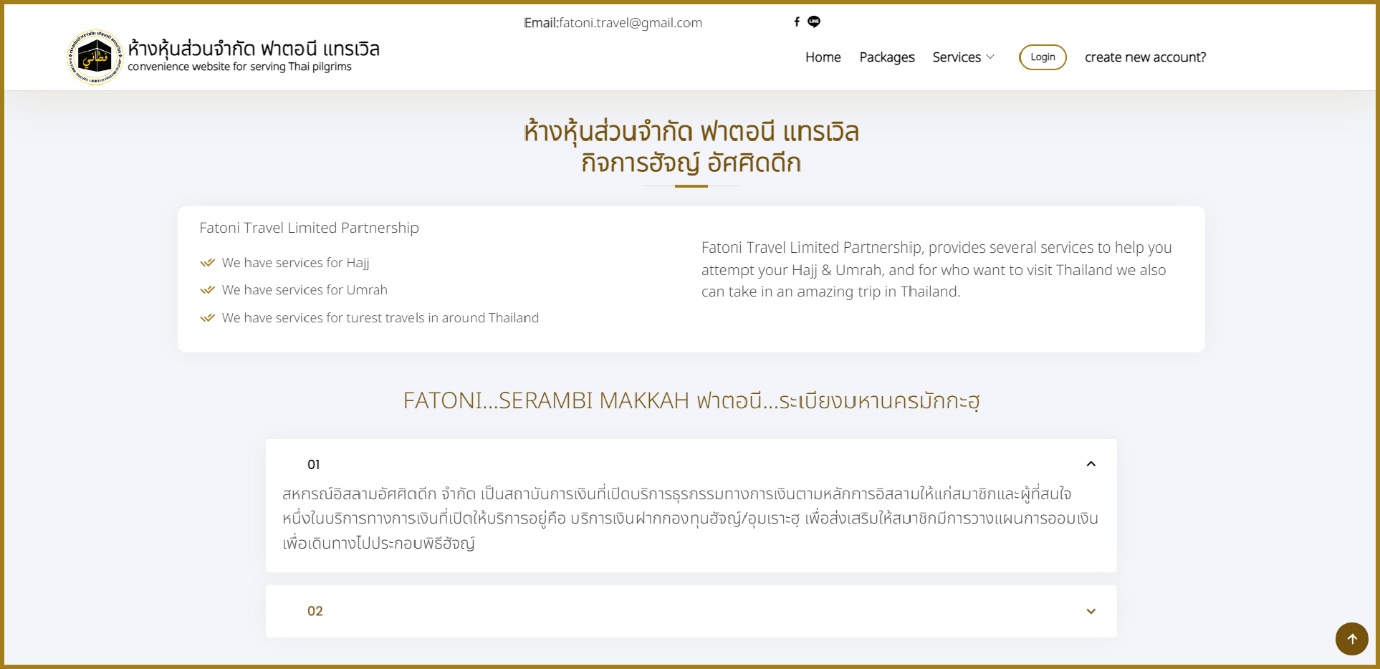 Email:fatoni.travel@gmail.com
ห้างหุ้นส่วนจำกัด ฟาตอนี แทรเวิล
convenience website for serving Thai pilgrims
Home Packages Services Login create new account?
ห้างหุ้นส่วนจำกัด ฟาตอนี แทรเวิล
กิจการฮัจญ์ อัศศิดดีก
Fatoni Travel Limited Partnership
We have services for Hajj
We have services for Umrah
We have services for turest travels in around Thailand
Fatoni Travel Limited Partnership, provides several services to help you
attempt your Hajj & Umrah, and for who want to visit Thailand we also
can take in an amazing trip in Thailand.
FATONI...SERAMBI MAKKAH ฟาตอนี...ระเบียงมหานครมักกะฮฺ
01
สหกรณ์อิสลามอัศศิดดีก จำกัด เป็นสถาบันการเงินที่เปิดบริการธุรกรรมทางการเงินตามหลักการอิสลามให้แก่สมาชิกและผู้ที่สนใจ
หนึ่งในบริการทางการเงินที่เปิดให้บริการอยู่คือ บริการเงินฝากกองทุนฮัจญ์/อุมเราะฮฺ เพื่อส่งเสริมให้สมาชิกมีการวางแผนการออมเงิน
เพื่อเดินทางไปประกอบพิธีฮัจญ์
02